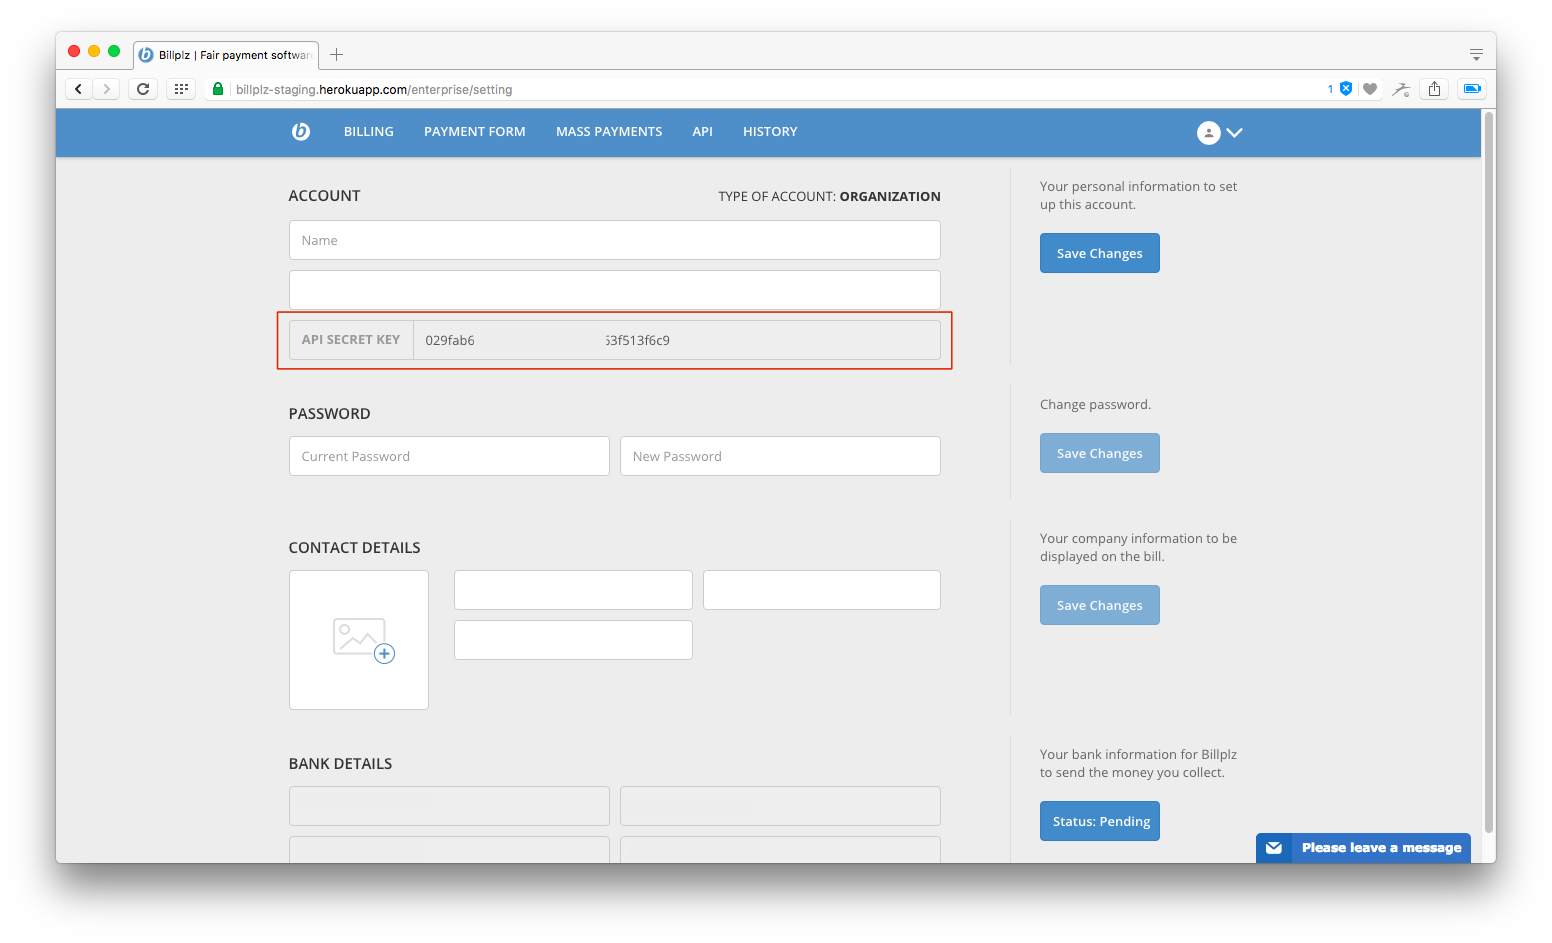 Billplz | Fair payment softwar
billplz-staging.herokuapp.com/enterprise/setting
1
BILLING PAYMENT FORM MASS PAYMENTS API HISTORY
ACCOUNT
TYPE OF ACCOUNT: ORGANIZATION
Name
API SECRET KEY 029fab6 53f513f6c9
Your personal information to set
up this account.
Save Changes
PASSWORD
Current Password New Password
Change password.
Save Changes
CONTACT DETAILS
Your company information to be
displayed on the bill.
Save Changes
BANK DETAILS
Your bank information for Billplz
to send the money you collect.
Status: Pending
Please leave a message